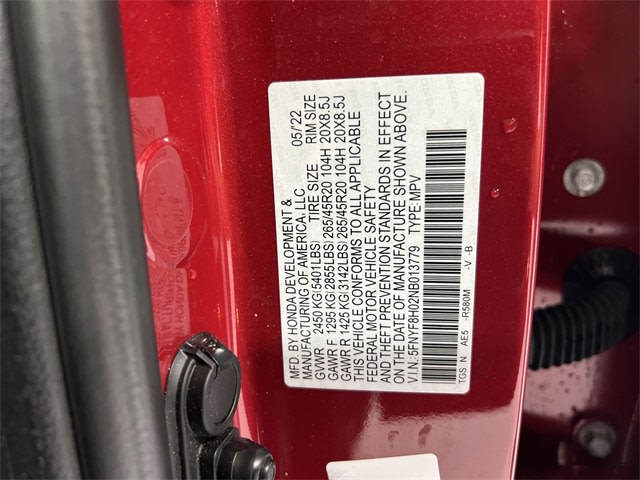 MFD. BY HONDA DEVELOPMENT &
MANUFACTURING OF AMERICA, LLC 05/'22
GVWR 2450 KG(5401LBS) TIRE SIZE RIM SIZE
GAWR F 1295 KG(2855LBS) 265/45R20 104H 20X8.5J
GAWR R 1425 KG(3142LBS) 265/45R20 104H 20X8.5J
THIS VEHICLE CONFORMS TO ALL APPLICABLE
FEDERAL MOTOR VEHICLE SAFETY
AND THEFT PREVENTION STANDARDS IN EFFECT
ON THE DATE OF MANUFACTURE SHOWN ABOVE.
V.I.N.: 5FNYF8H02NB013779 TYPE: MPV
TGS N AE5 -R580M -V -B